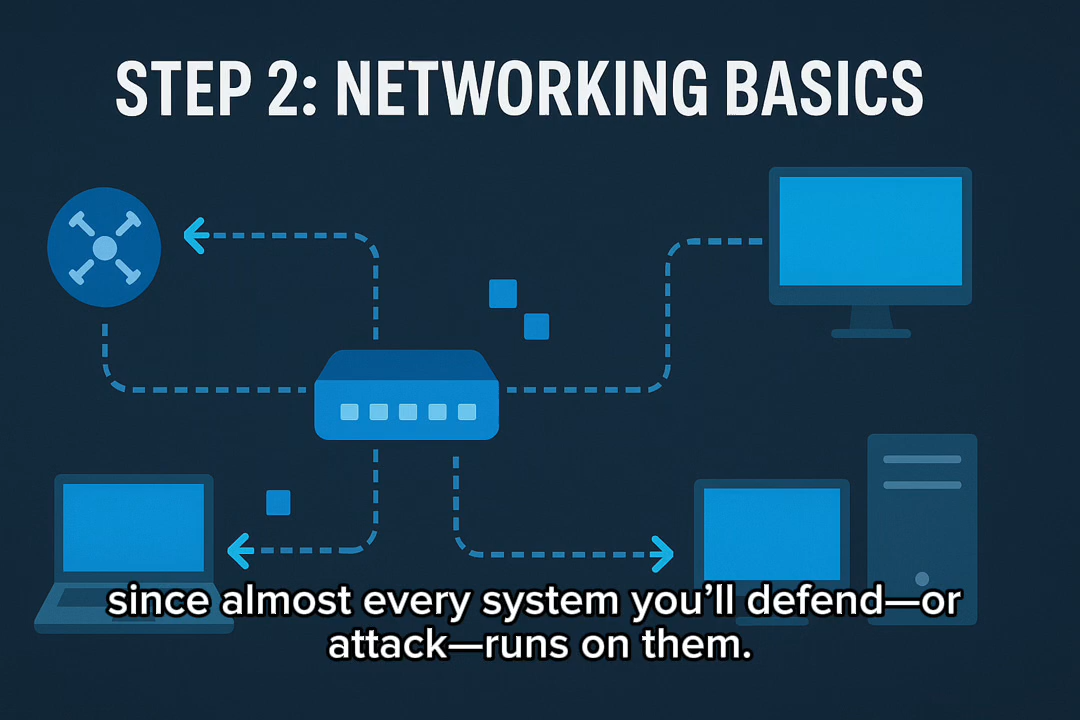 STEP 2: NETWORKING BASICS
since almost every system you’ll defend—or
attack—runs on them.